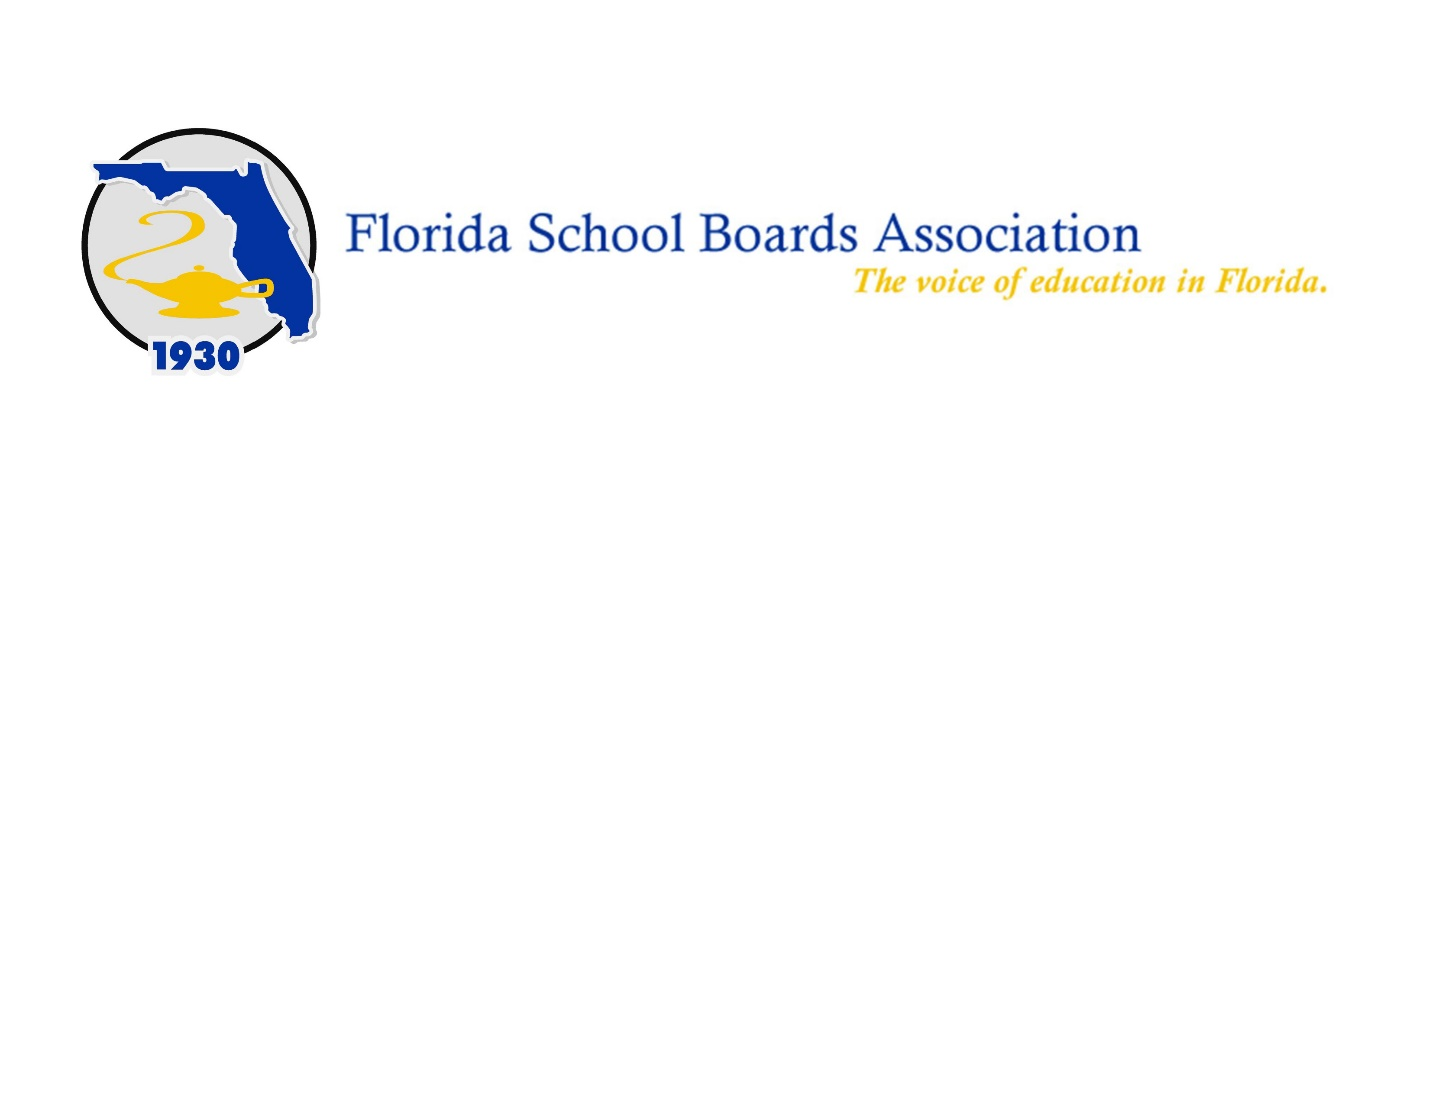 Florida School Boards Association
The voice of education in Florida.
1930